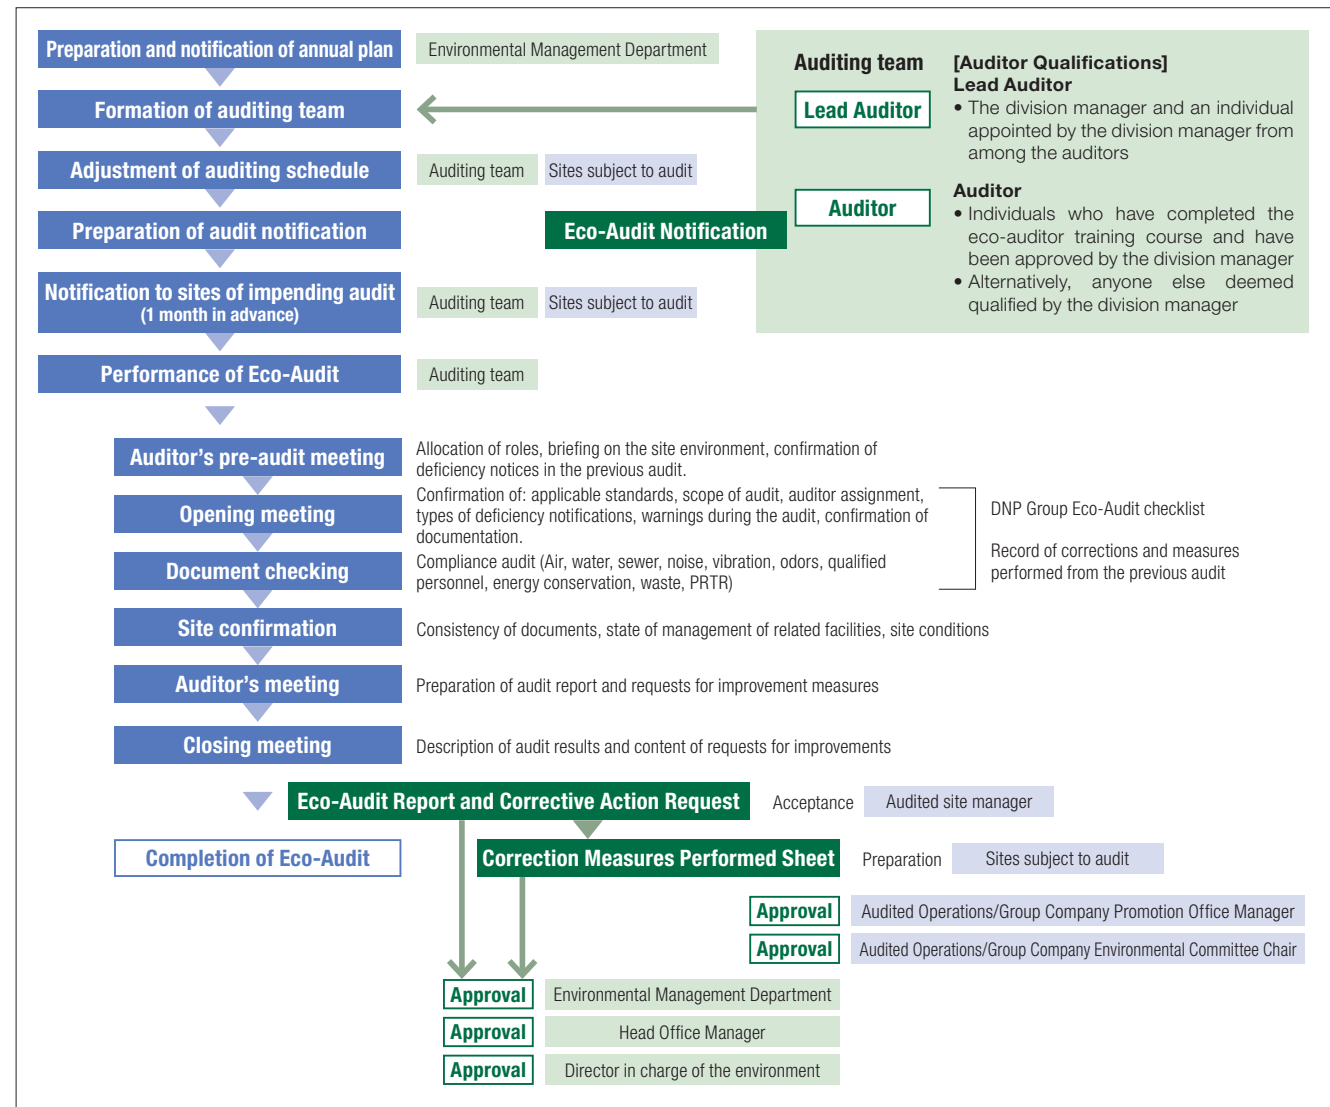 Preparation and notification of annual plan
Environmental Management Department
Formation of auditing team
Adjustment of auditing schedule
Auditing team
Sites subject to audit
Preparation of audit notification
Eco-Audit Notification
Notification to sites of impending audit
(1 month in advance)
Auditing team
Sites subject to audit
Performance of Eco-Audit
Auditing team
Auditing team
Lead Auditor
Auditor
[Auditor Qualifications]
Lead Auditor
• The division manager and an individual
appointed by the division manager from
among the auditors
Auditor
• Individuals who have completed the
eco-auditor training course and have
been approved by the division manager
• Alternatively, anyone else deemed
qualified by the division manager
Auditor's pre-audit meeting
Allocation of roles, briefing on the site environment, confirmation of
deficiency notices in the previous audit.
Opening meeting
Confirmation of: applicable standards, scope of audit, auditor assignment,
types of deficiency notifications, warnings during the audit, confirmation of
documentation.
Document checking
Compliance audit (Air, water, sewer, noise, vibration, odors, qualified
personnel, energy conservation, waste, PRTR)
DNP Group Eco-Audit checklist
Record of corrections and measures
performed from the previous audit
Site confirmation
Consistency of documents, state of management of related facilities, site conditions
Auditor's meeting
Preparation of audit report and requests for improvement measures
Closing meeting
Description of audit results and content of requests for improvements
Eco-Audit Report and Corrective Action Request
Acceptance
Audited site manager
Completion of Eco-Audit
Correction Measures Performed Sheet
Preparation
Sites subject to audit
Approval
Audited Operations/Group Company Promotion Office Manager
Approval
Audited Operations/Group Company Environmental Committee Chair
Approval
Environmental Management Department
Approval
Head Office Manager
Approval
Director in charge of the environment